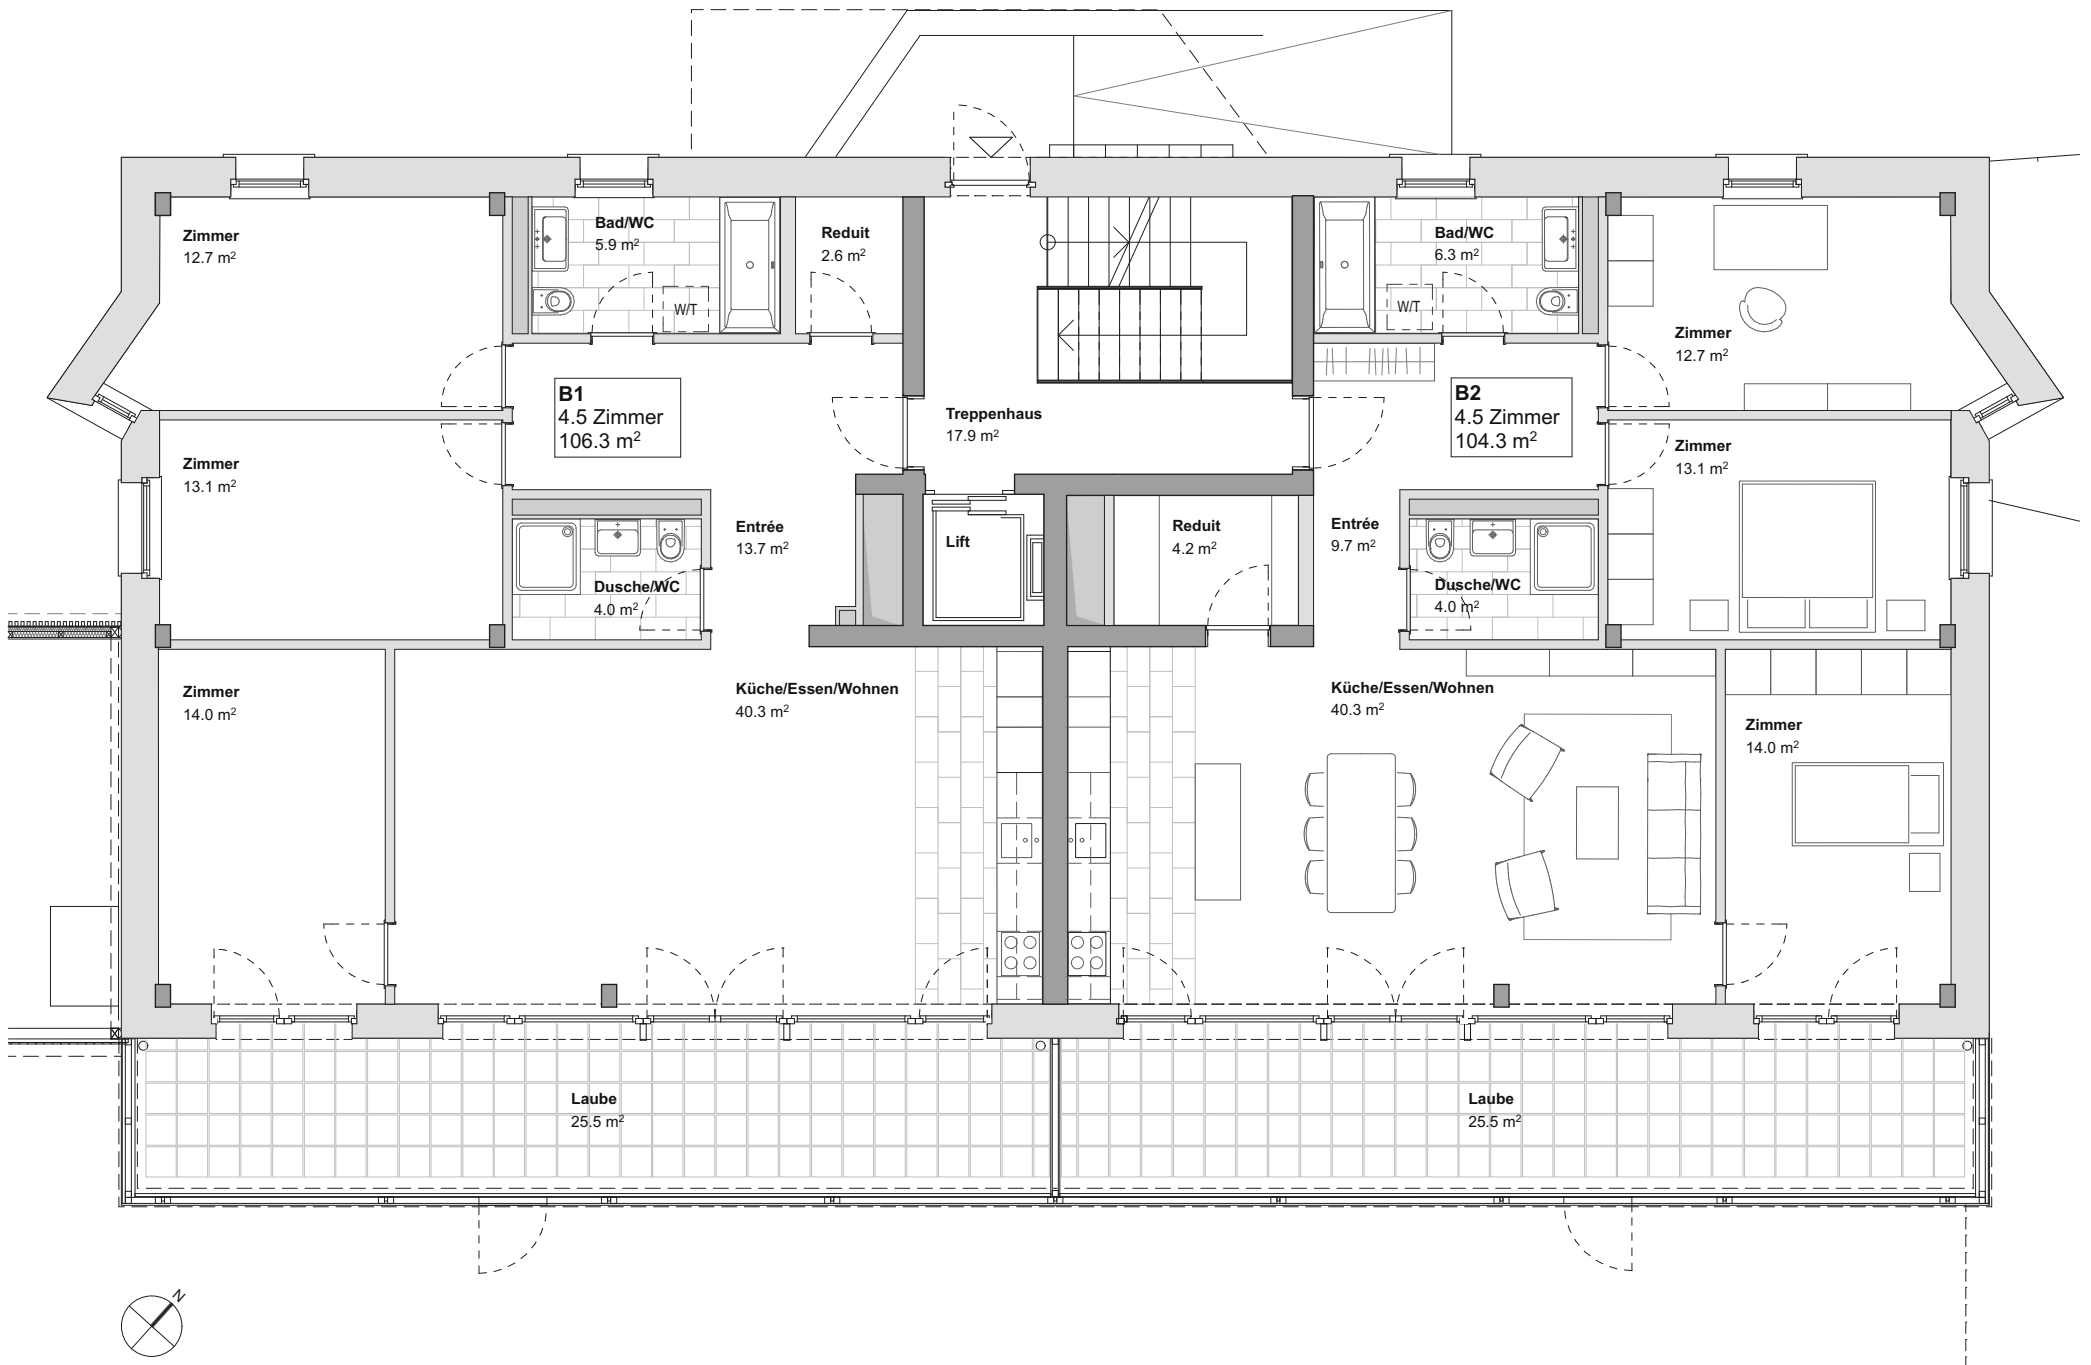 Zimmer
12.7 m²
Bad/WC
5.9 m²
W/T
Reduit
2.6 m²
Bad/WC
6.3 m²
W/T
Zimmer
12.7 m²
B1
4.5 Zimmer
106.3 m²
Treppenhaus
17.9 m²
B2
4.5 Zimmer
104.3 m²
Zimmer
13.1 m²
Zimmer
13.1 m²
Entrée
13.7 m²
Lift
Reduit
4.2 m²
Entrée
9.7 m²
Dusche/WC
4.0 m²
Dusche/WC
4.0 m²
Zimmer
14.0 m²
Küche/Essen/Wohnen
40.3 m²
Küche/Essen/Wohnen
40.3 m²
Zimmer
14.0 m²
Laube
25.5 m²
Laube
25.5 m²
N